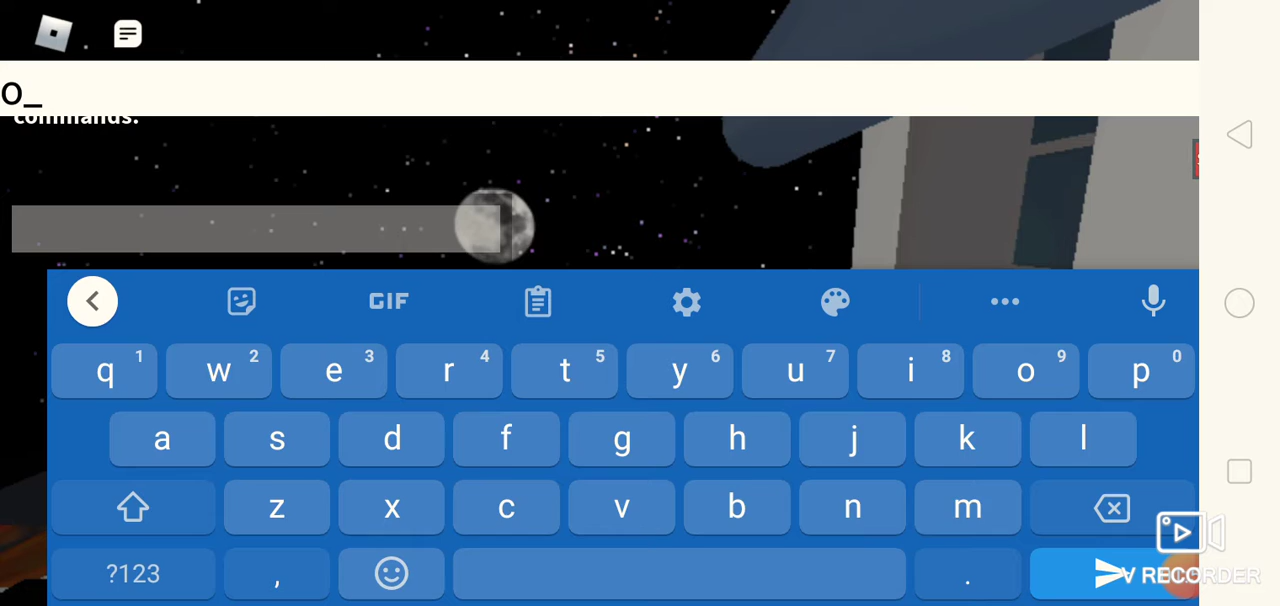 O_
commands.
GIF
q 1 w 2 e 3 r 4 t 5 y 6 u 7 i 8 o 9 p 0
a s d f g h j k l
z x c v b n m
?123 , .
V RECORDER